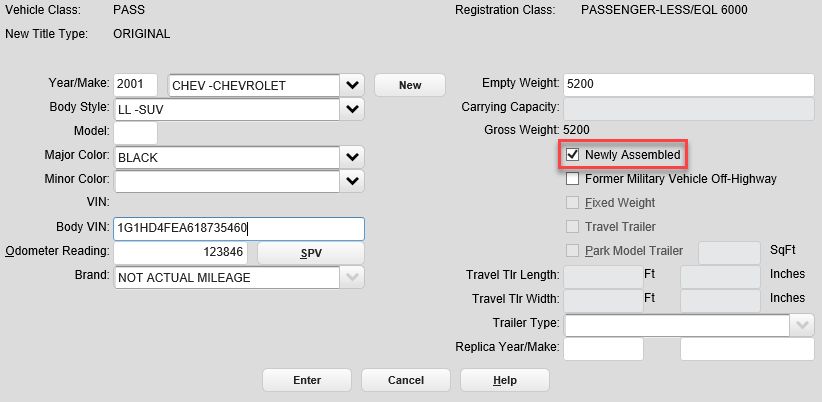 Vehicle Class: PASS Registration Class: PASSENGER-LESS/EQL 6000
New Title Type: ORIGINAL
Year/Make: 2001 CHEV -CHEVROLET New Empty Weight: 5200
Body Style: LL -SUV Carrying Capacity:
Model: Gross Weight: 5200
Major Color: BLACK Newly Assembled
Minor Color: Former Military Vehicle Off-Highway
VIN: Fixed Weight
Body VIN: 1G1HD4FEA618735460 Travel Trailer
Odometer Reading: 123846 SPV Park Model Trailer SqFt
Brand: NOT ACTUAL MILEAGE Travel Tlr Length: Ft Inches
Travel Tlr Width: Ft Inches
Trailer Type:
Replica Year/Make:
Enter Cancel Help